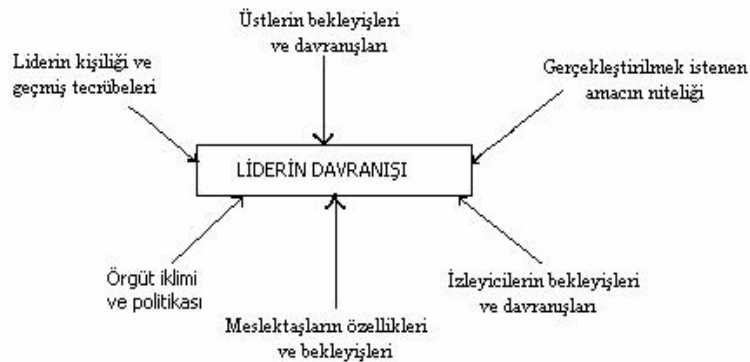 Üstlerin bekleyişleri
ve davranışları
Liderin kişiliği ve
geçmiş tecrübeleri
Gerçekleştirilmek istenen
amacın niteliği
LİDERİN DAVRANIŞI
Örgüt iklimi
ve politikası
Meslektaşların özellikleri
ve bekleyişleri
İzleyicilerin bekleyişleri
ve davranışları